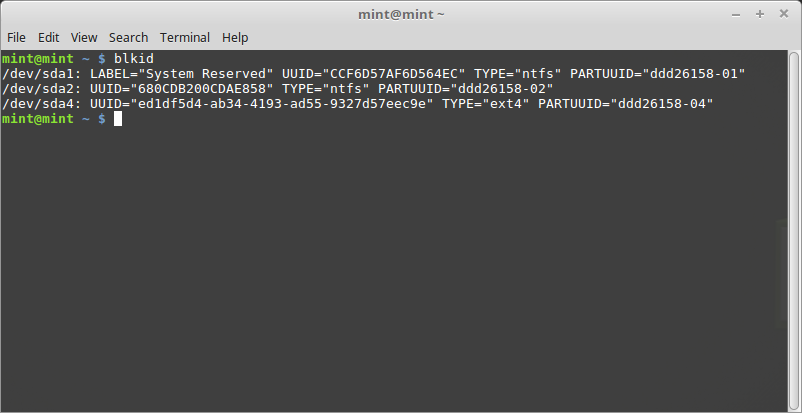 mint@mint ~
File Edit View Search Terminal Help
mint@mint ~ $ blkid
/dev/sda1: LABEL="System Reserved" UUID="CCF6D57AF6D564EC" TYPE="ntfs" PARTUUID="ddd26158-01"
/dev/sda2: UUID="680CDB200CDAE858" TYPE="ntfs" PARTUUID="ddd26158-02"
/dev/sda4: UUID="ed1df5d4-ab34-4193-ad55-9327d57eec9e" TYPE="ext4" PARTUUID="ddd26158-04"
mint@mint ~ $